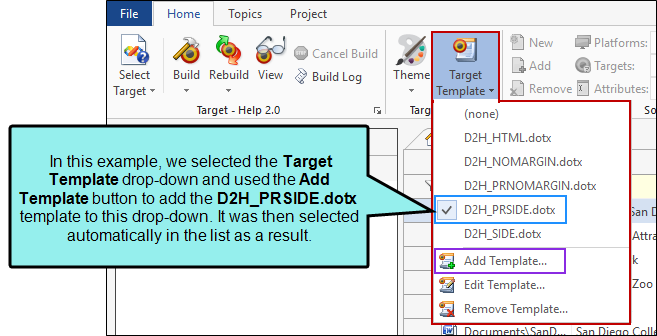 File Home Topics Project
Select Target
Build
Rebuild
View
Cancel Build
Build Log
Theme
Target Template
New
Add
Remove
Platforms:
Targets:
Attributes:
Target - Help 2.0
(none)
D2H_HTML.dotx
D2H_NOMARGIN.dotx
D2H_PRNOMARGIN.dotx
D2H_PRSIDE.dotx
D2H_SIDE.dotx
Add Template...
Edit Template...
Remove Template...
In this example, we selected the Target
Template drop-down and used the Add
Template button to add the D2H_PRSIDE.dotx
template to this drop-down. It was then selected
automatically in the list as a result.
San D
Attra
k
Zoo
Documents\SanD... San Diego Colle